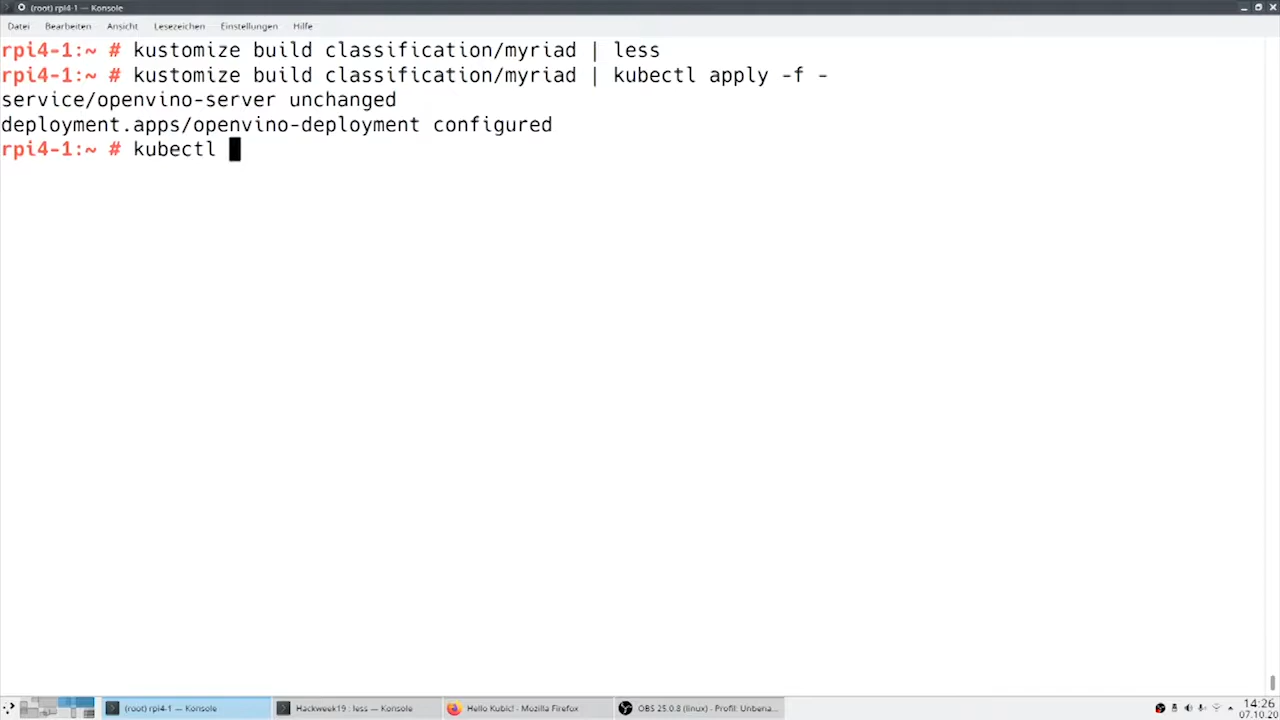 (root) rpi4-1 — Konsole
Datei Bearbeiten Ansicht Lesezeichen Einstellungen Hilfe
rpi4-1:~ # kustomize build classification/myriad | less
rpi4-1:~ # kustomize build classification/myriad | kubectl apply -f -
service/openvino-server unchanged
deployment.apps/openvino-deployment configured
rpi4-1:~ # kubectl
(root) rpi4-1 — Konsole
Hackweek19 : less — Konsole
Hello Kubic! - Mozilla Firefox
OBS 25.0.8 (linux) - Profil: Unbena...
14:26
07.10.20